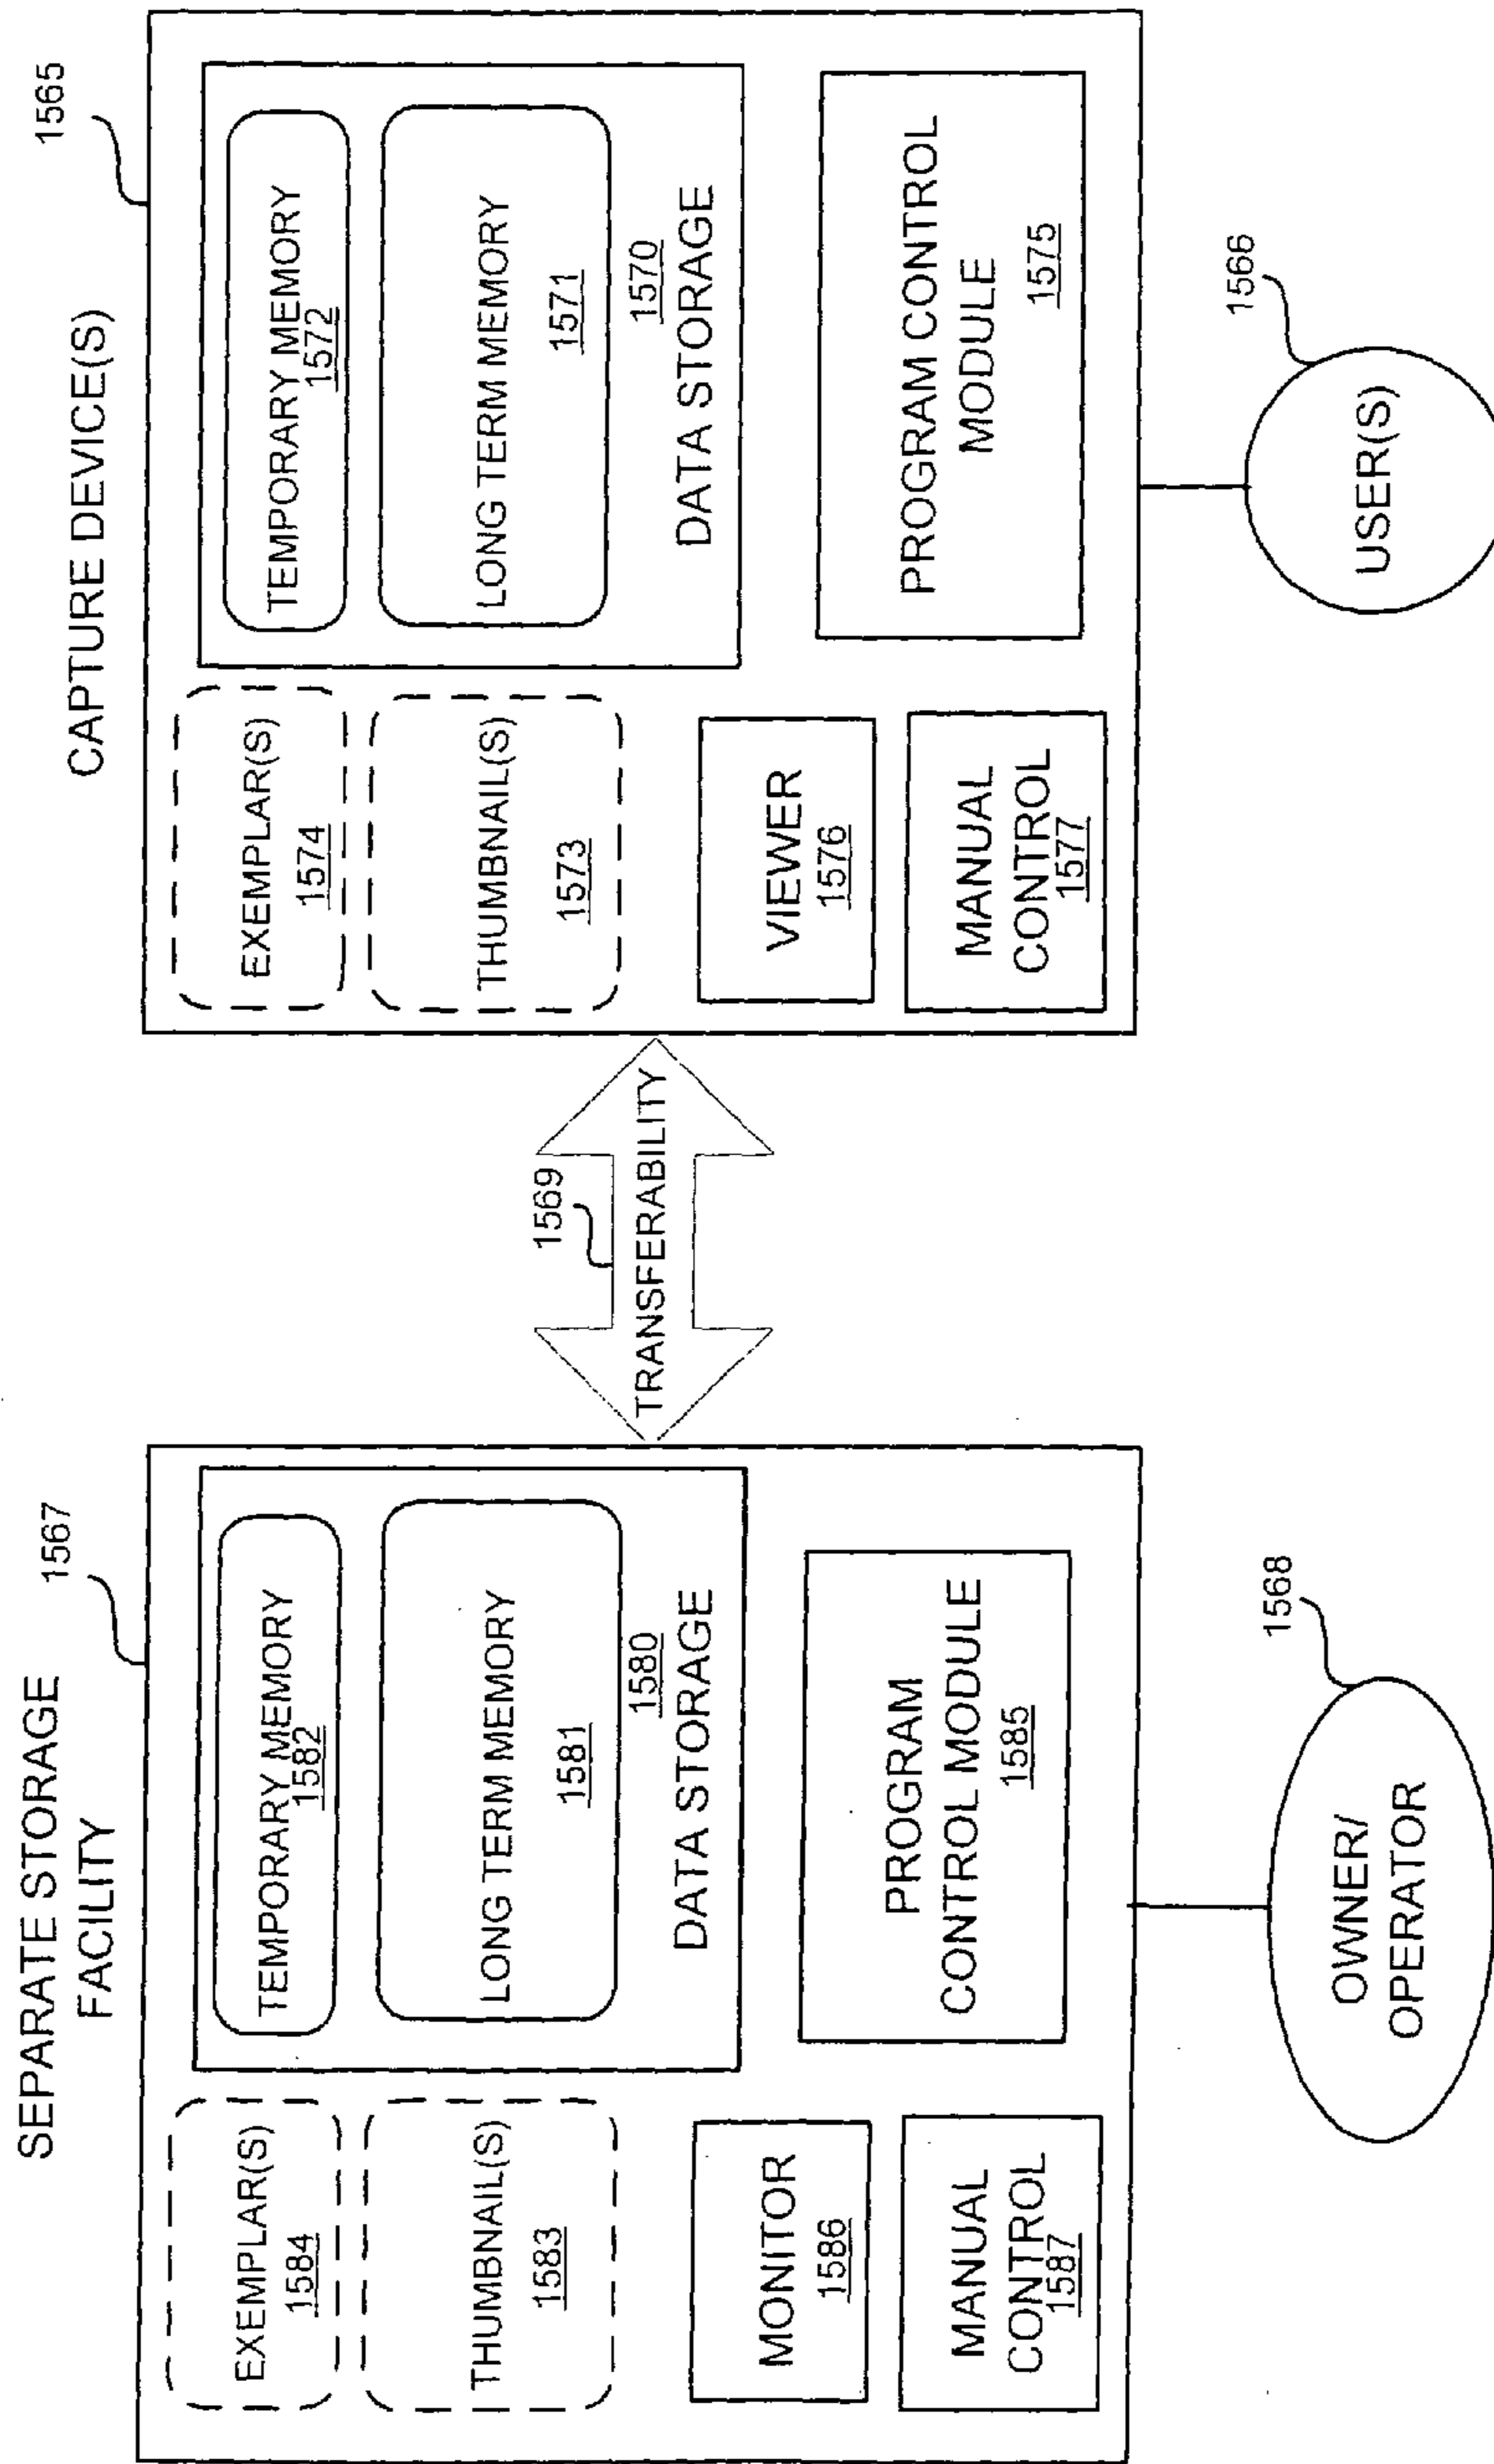 SEPARATE STORAGE
FACILITY
1567
EXEMPLAR(S)
1584
TEMPORARY MEMORY
1582
THUMBNAIL(S)
1583
LONG TERM MEMORY
1581
1580
DATA STORAGE
MONITOR
1586
PROGRAM
CONTROL MODULE
1585
MANUAL
CONTROL
1587
1568
OWNER/
OPERATOR
1569
TRANSFERABILITY
CAPTURE DEVICE(S)
1565
EXEMPLAR(S)
1574
TEMPORARY MEMORY
1572
THUMBNAIL(S)
1573
LONG TERM MEMORY
1571
1570
DATA STORAGE
VIEWER
1576
PROGRAM CONTROL
MODULE
1575
MANUAL
CONTROL
1577
1566
USER(S)